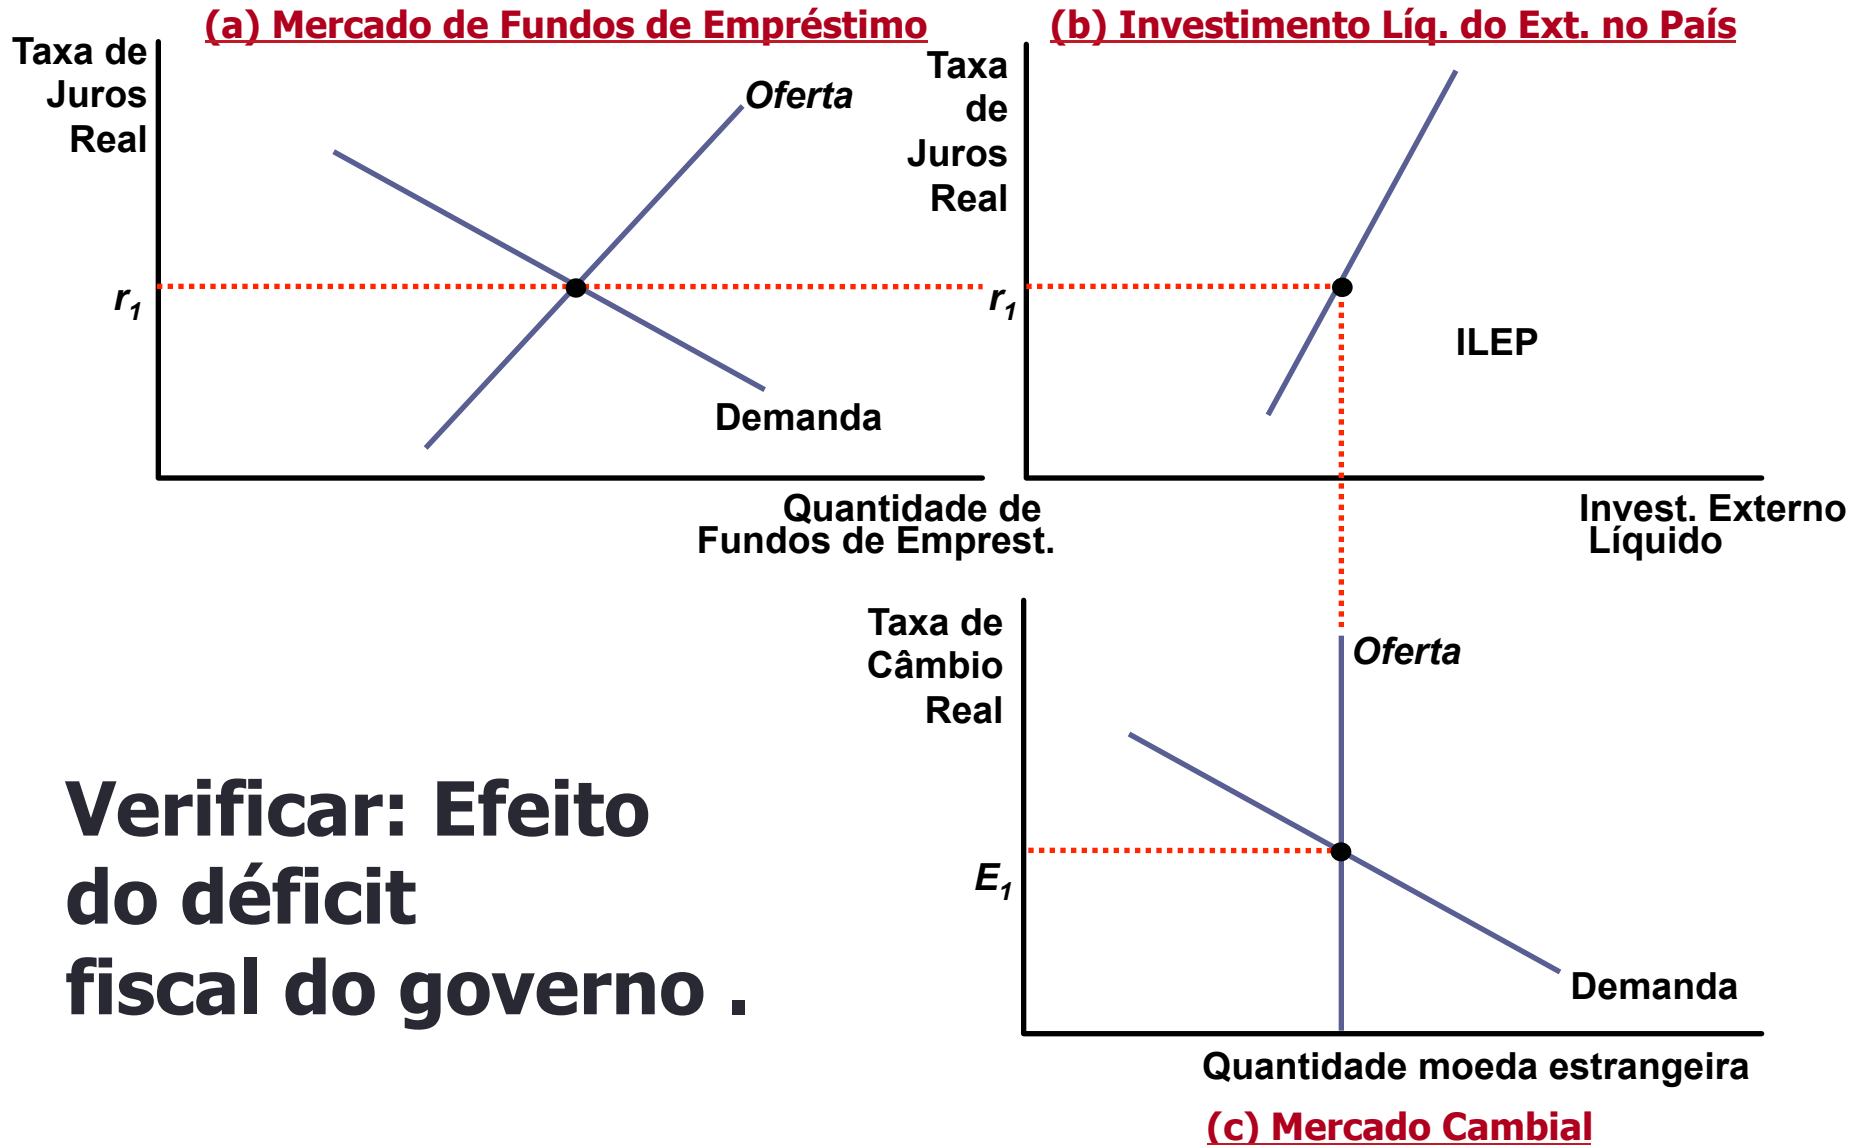 (a) Mercado de Fundos de Empréstimo
Taxa de
Juros
Real
Oferta
r1
Demanda
Quantidade de
Fundos de Emprest.
(b) Investimento Líq. do Ext. no País
Taxa
de
Juros
Real
r1
ILEP
Invest. Externo
Líquido
Taxa de
Câmbio
Real
Oferta
E1
Demanda
Quantidade moeda estrangeira
(c) Mercado Cambial
Verificar: Efeito
do déficit
fiscal do governo .